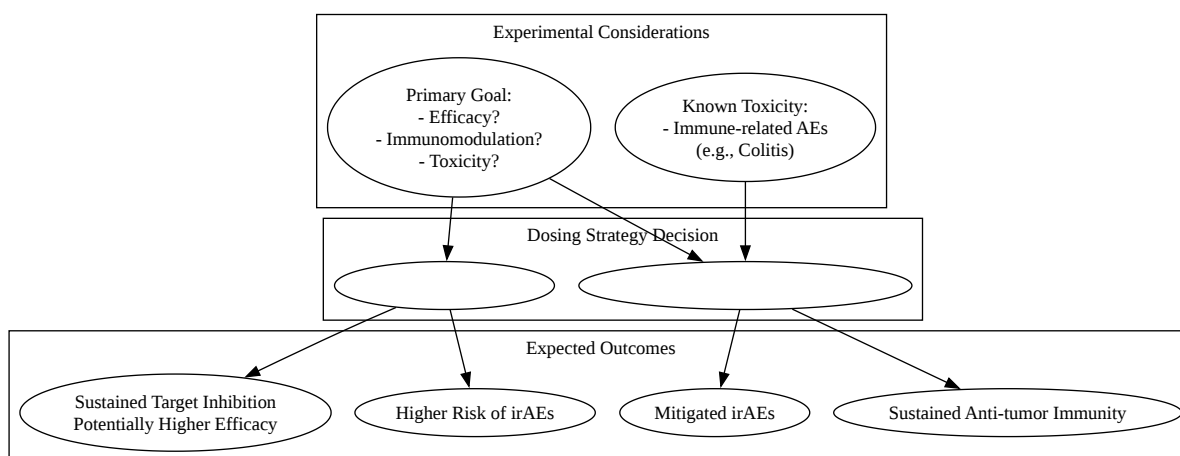 Experimental Considerations
Primary Goal:
- Efficacy?
- Immunomodulation?
- Toxicity?
Known Toxicity:
- Immune-related AEs
(e.g., Colitis)
Dosing Strategy Decision
Expected Outcomes
Sustained Target Inhibition
Potentially Higher Efficacy
Higher Risk of irAEs
Mitigated irAEs
Sustained Anti-tumor Immunity